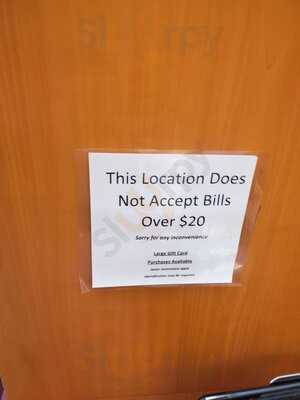 This Location Does
Not Accept Bills
Over $20
Sorry for any inconvenience
Large Gift Card
Purchases Available